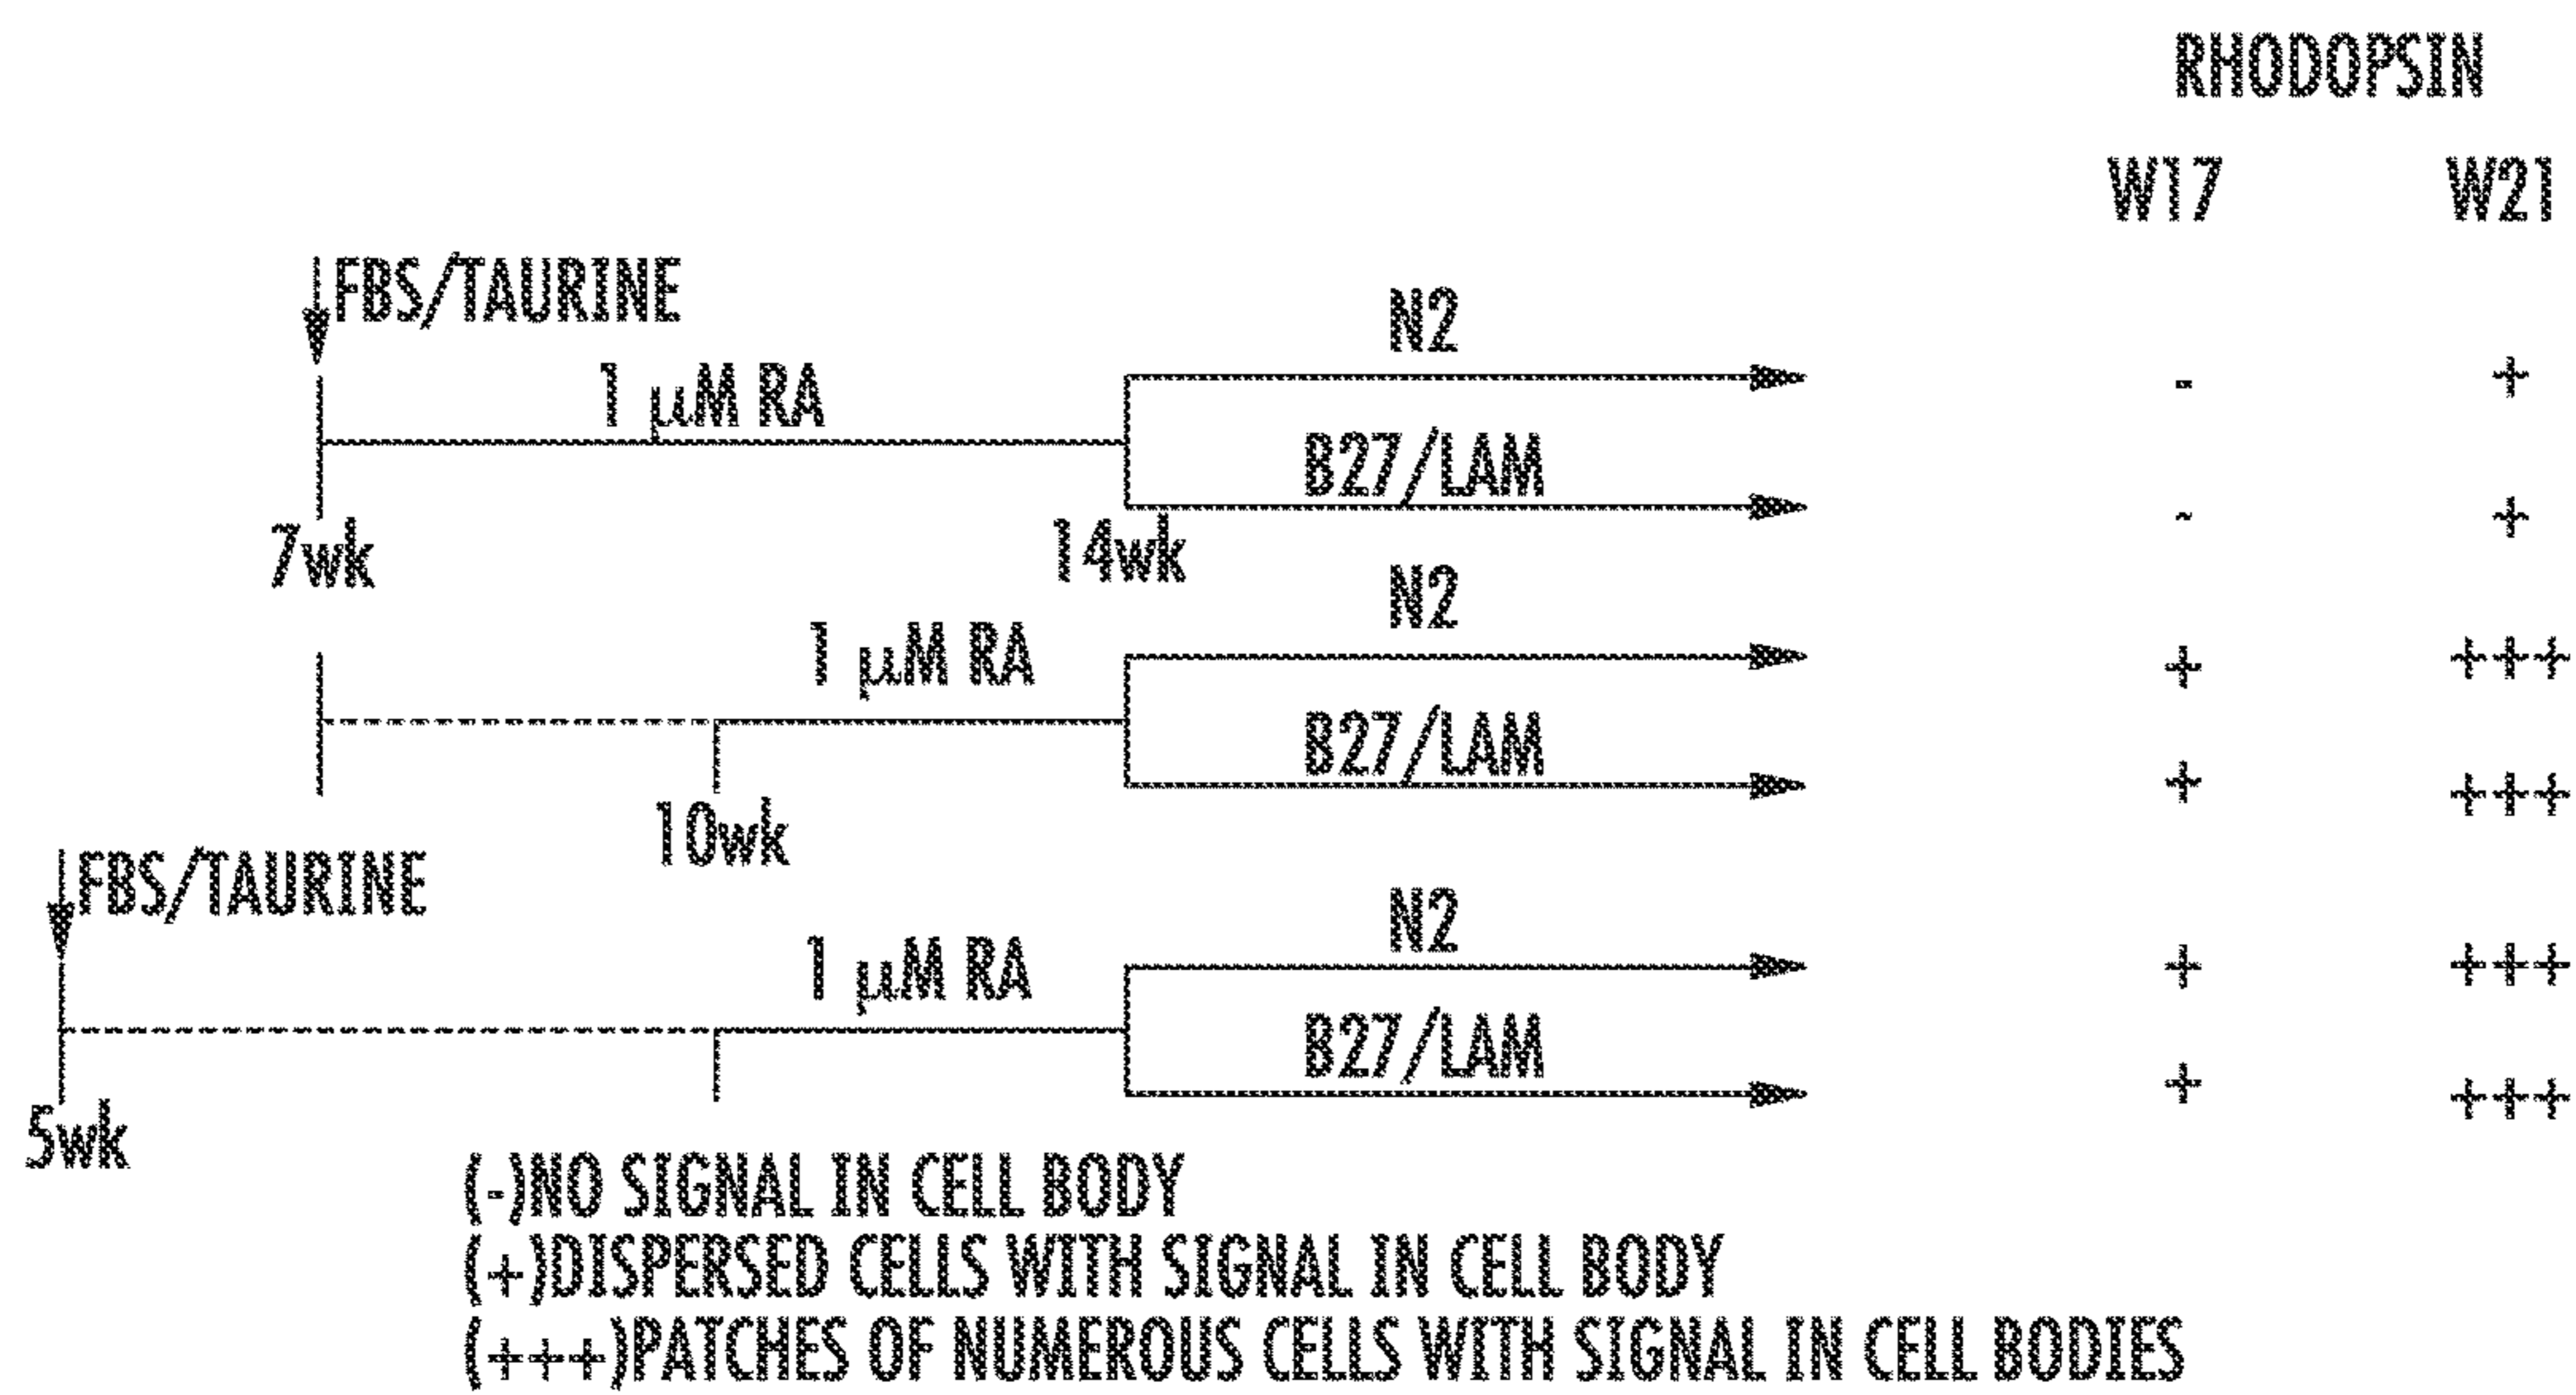 RHODOPSIN
W17 W21
FBS/TAURINE
1 µM RA
N2
- +
B27/LAM
- +
7wk
14wk
1 µM RA
N2
+ +++
B27/LAM
+ +++
10wk
FBS/TAURINE
1 µM RA
N2
+ +++
B27/LAM
+ +++
5wk
(-)NO SIGNAL IN CELL BODY
(+)DISPERSED CELLS WITH SIGNAL IN CELL BODY
(+++)PATCHES OF NUMEROUS CELLS WITH SIGNAL IN CELL BODIES